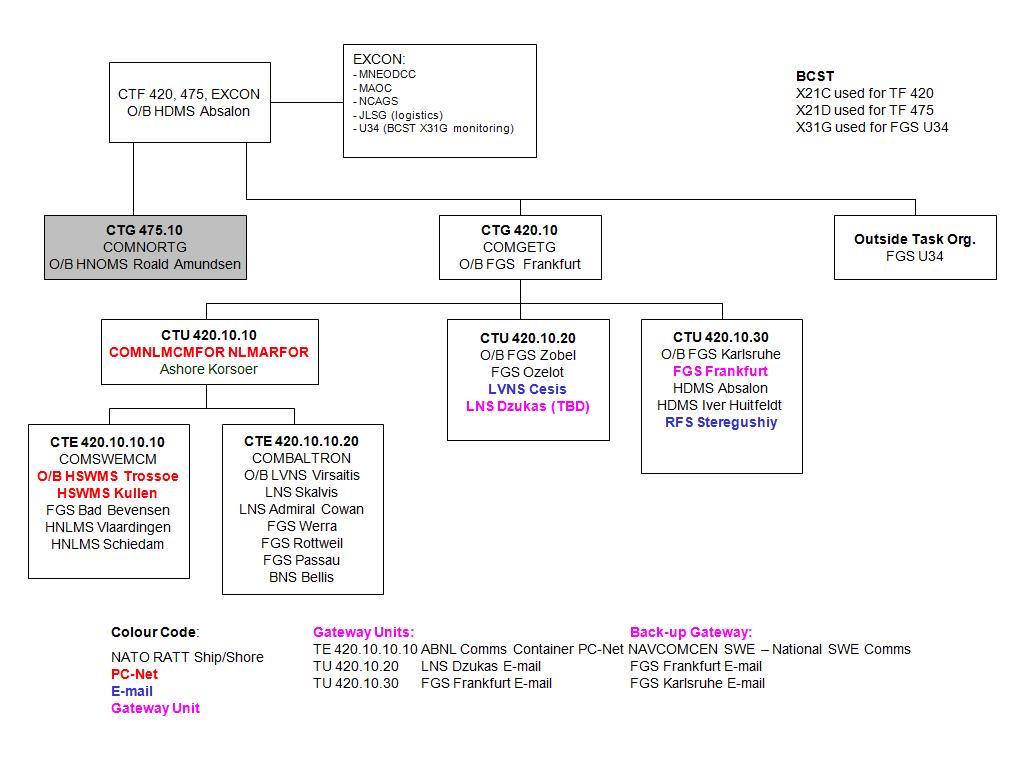 CTF 420, 475, EXCON
O/B HDMS Absalon
EXCON:
- MNEODCC
- MAOC
- NCAGS
- JLSG (logistics)
- U34 (BCST X31G monitoring)
BCST
X21C used for TF 420
X21D used for TF 475
X31G used for FGS U34
CTG 475.10
COMNORTG
O/B HNOMS Roald Amundsen
CTG 420.10
COMGETG
O/B FGS Frankfurt
Outside Task Org.
FGS U34
CTU 420.10.10
COMNLMCMFOR NLMARFOR
Ashore Korsoer
CTU 420.10.20
O/B FGS Zobel
FGS Ozelot
LVNS Cesis
LNS Dzukas (TBD)
CTU 420.10.30
O/B FGS Karlsruhe
FGS Frankfurt
HDMS Absalon
HDMS Iver Huitfeldt
RFS Steregushiy
CTE 420.10.10.10
COMSWEMCM
O/B HSWMS Trossoe
HSWMS Kullen
FGS Bad Bevensen
HNLMS Vlaardingen
HNLMS Schiedam
CTE 420.10.10.20
COMBALTRON
O/B LVNS Virsaitis
LNS Skalvis
LNS Admiral Cowan
FGS Werra
FGS Rottweil
FGS Passau
BNS Bellis
Colour Code:
NATO RATT Ship/Shore
PC-Net
E-mail
Gateway Unit
Gateway Units: Back-up Gateway:
TE 420.10.10.10 ABNL Comms Container PC-Net NAVCOMCEN SWE – National SWE Comms
TU 420.10.20 LNS Dzukas E-mail FGS Frankfurt E-mail
TU 420.10.30 FGS Frankfurt E-mail FGS Karlsruhe E-mail